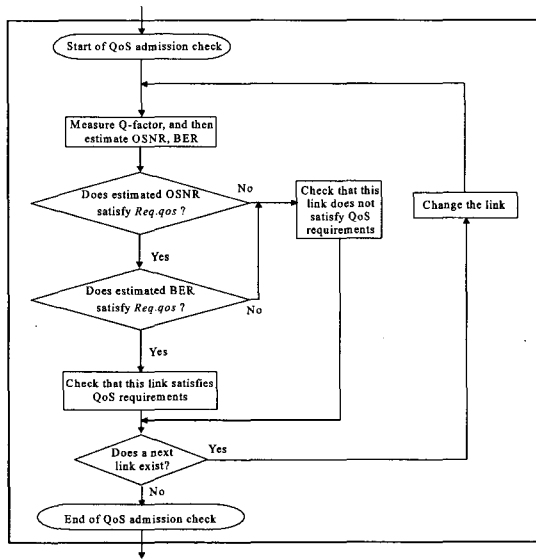 Start of QoS admission check
Measure Q-factor, and then
estimate OSNR, BER
Does estimated OSNR
satisfy Req.qos ?
No
Check that this
link does not
satisfy QoS
requirements
Change the link
Yes
Does estimated BER
satisfy Req.qos ?
No
Yes
Check that this link satisfies
QoS requirements
Does a next
link exist?
Yes
No
End of QoS admission check